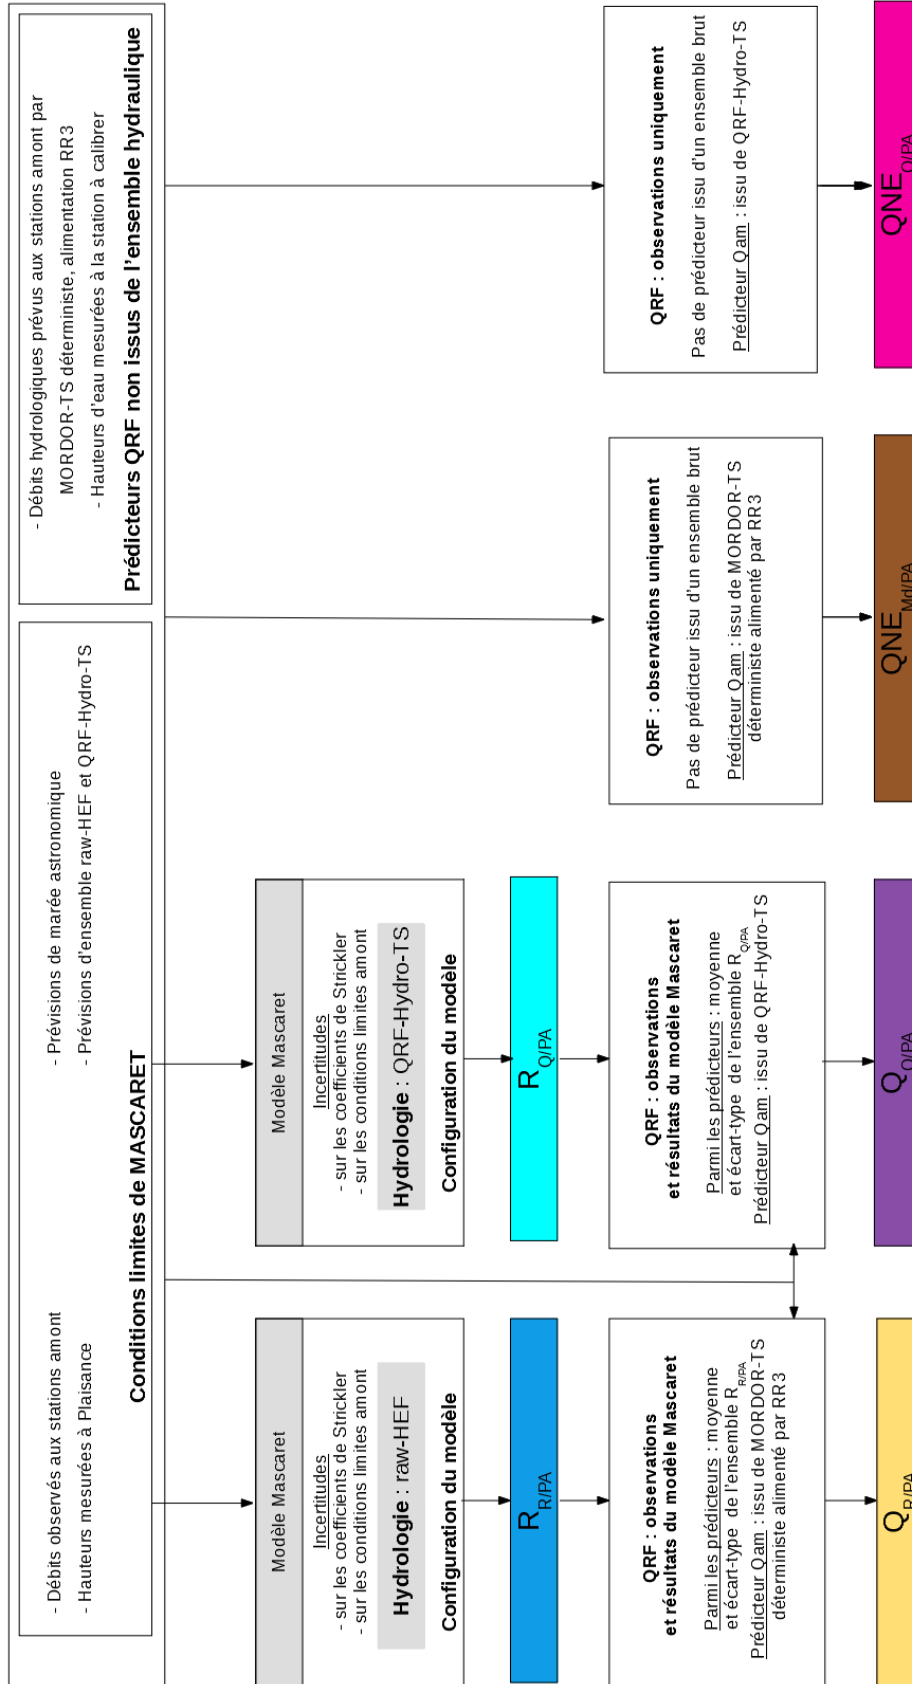 - Débits observés aux stations amont
- Hauteurs mesurées à Plaisance
- Prévisions de marée astronomique
- Prévisions d'ensemble raw-HEF et QRF-Hydro-TS
Conditions limites de MASCARET
- Débits hydrologiques prévus aux stations amont par
MORDOR-TS déterministe, alimentation RR3
- Hauteurs d'eau mesurées à la station à calibrer
Prédicteurs QRF non issus de l'ensemble hydraulique
Modèle Mascaret
Incertitudes
- sur les coefficients de Strickler
- sur les conditions limites amont
Hydrologie : raw-HEF
Configuration du modèle
Modèle Mascaret
Incertitudes
- sur les coefficients de Strickler
- sur les conditions limites amont
Hydrologie : QRF-Hydro-TS
Configuration du modèle
R R/PA
R Q/PA
QRF : observations
et résultats du modèle Mascaret
Parmi les prédicteurs : moyenne
et écart-type de l'ensemble R R/PA
Prédicteur Qam : issu de MORDOR-TS
déterministe alimenté par RR3
QRF : observations
et résultats du modèle Mascaret
Parmi les prédicteurs : moyenne
et écart-type de l'ensemble R Q/PA
Prédicteur Qam : issu de QRF-Hydro-TS
QRF : observations uniquement
Pas de prédicteur issu d'un ensemble brut
Prédicteur Qam : issu de MORDOR-TS
déterministe alimenté par RR3
QRF : observations uniquement
Pas de prédicteur issu d'un ensemble brut
Prédicteur Qam : issu de QRF-Hydro-TS
Q R/PA
Q Q/PA
QNE Md/PA
QNE Q/PA